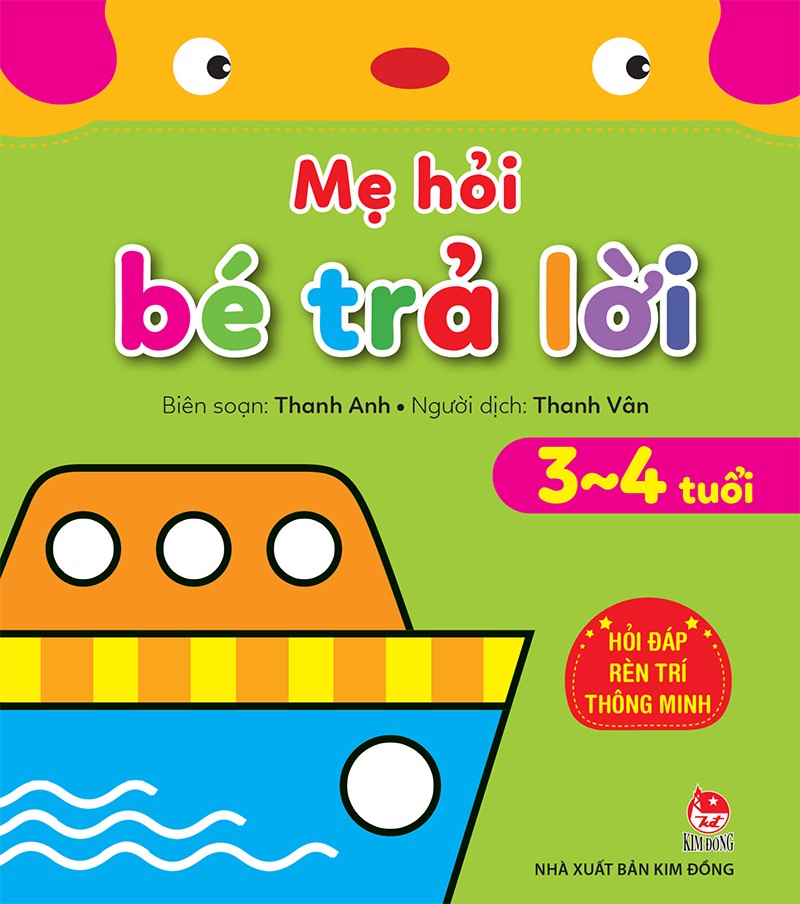 Mẹ hỏi
bé trả lời
Biên soạn: Thanh Anh • Người dịch: Thanh Vân
3~4 tuổi
HỎI ĐÁP
RÈN TRÍ
THÔNG MINH
kđ
KIM ĐỒNG
NHÀ XUẤT BẢN KIM ĐỒNG